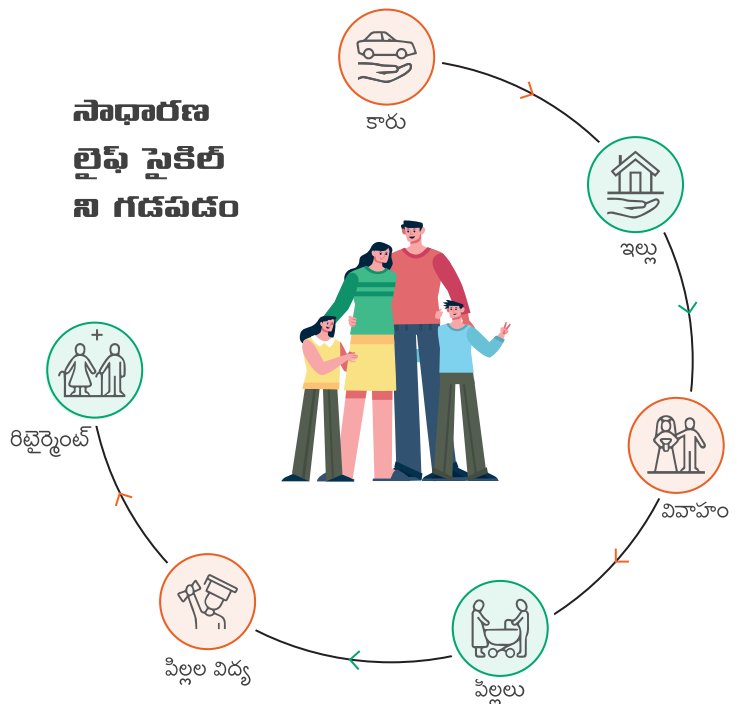 సాధారణ
లైఫ్ సైకిల్
ని గడపడం
కారు
ఇల్లు
వివాహం
పిల్లలు
పిల్లల విద్య
రిటైర్మెంట్